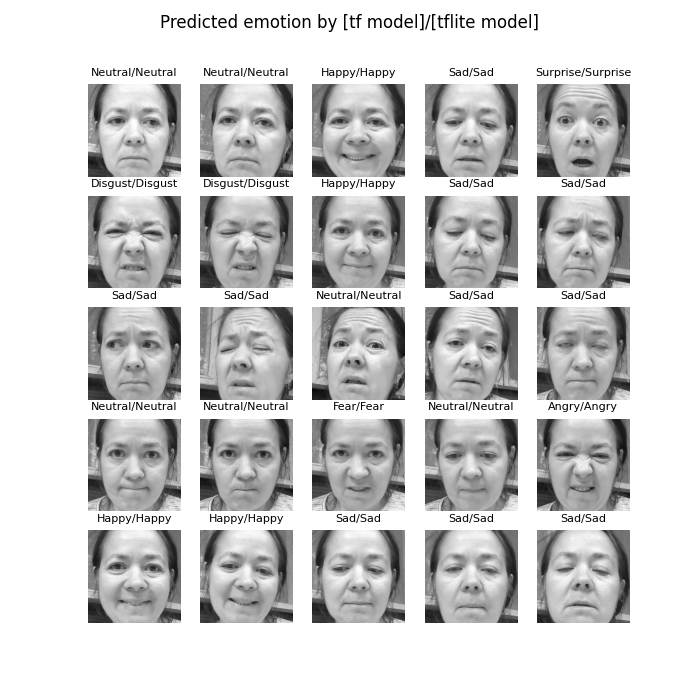 Predicted emotion by [tf model]/[tflite model]
Neutral/Neutral Neutral/Neutral Happy/Happy Sad/Sad Surprise/Surprise
Disgust/Disgust Disgust/Disgust Happy/Happy Sad/Sad Sad/Sad
Sad/Sad Sad/Sad Neutral/Neutral Sad/Sad Sad/Sad
Neutral/Neutral Neutral/Neutral Fear/Fear Neutral/Neutral Angry/Angry
Happy/Happy Happy/Happy Sad/Sad Sad/Sad Sad/Sad